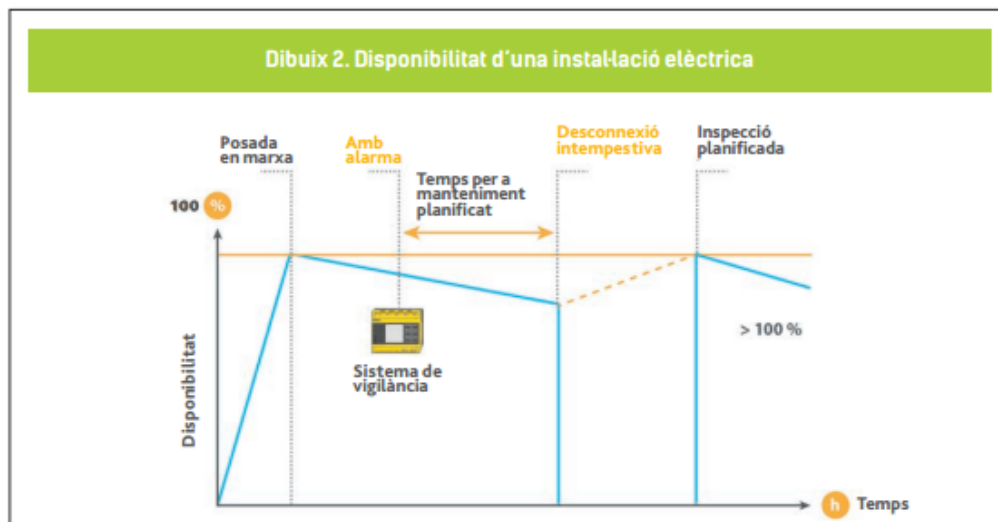 Dibuix 2. Disponibilitat d'una instal·lació elèctrica
Posada
en marxa
Amb
alarma
Temps per a
manteniment
planificat
Desconnexió
intempestiva
Inspecció
planificada
100 %
Disponibilitat
Sistema de
vigilància
> 100 %
h Temps